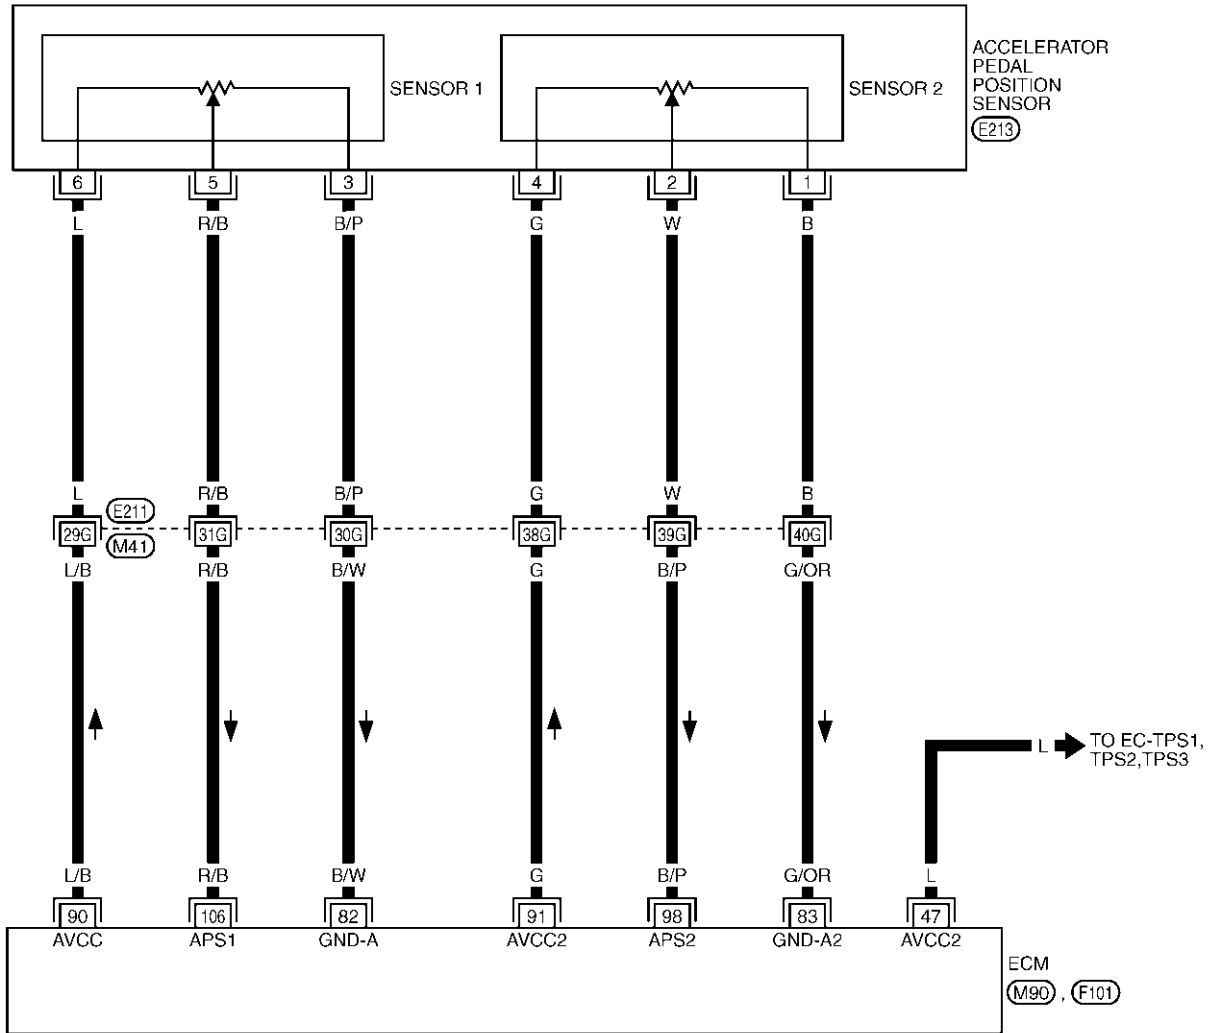 ACCELERATOR
PEDAL
POSITION
SENSOR
E213
SENSOR 1
SENSOR 2
6 5 3 4 2 1
L R/B B/P G W B
L R/B B/P G W B
E211
29G 31G 30G 38G 39G 40G
M41
L/B R/B B/W G B/P G/OR
L
TO EC-TPS1,
TPS2,TPS3
L/B R/B B/W G B/P G/OR L
90 106 82 91 98 83 47
AVCC APS1 GND-A AVCC2 APS2 GND-A2 AVCC2
ECM
M90 , F101